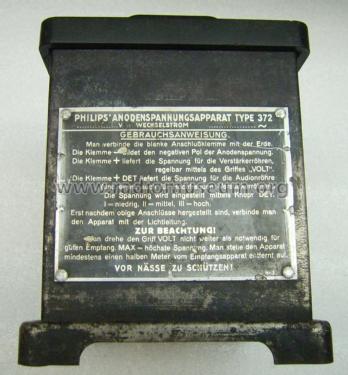 PHILIPS' ANODENSPANNUNGSAPPARAT TYPE 372
V WECHSELSTROM ~
GEBRAUCHSANWEISUNG.
Man verbinde die blanke Anschlußklemme mit der Erde.
Die Klemme — bildet den negativen Pol der Anodenspannung.
Die Klemme + liefert die Spannung für die Verstärkerröhren,
regelbar mittels des Griffes „VOLT".
Die Klemme + DET liefert die Spannung für die Audionröhre
Die Spannung wird eingestellt mittels Knopf DET.
I = niedrig, II = mittel, III = hoch.
Erst nachdem obige Anschlüsse hergestellt sind, verbinde man
den Apparat mit der Lichtleitung.
ZUR BEACHTUNG!
Man drehe den Griff VOLT nicht weiter als notwendig für
guten Empfang. MAX = höchste Spannung. Man stelle den Apparat
mindestens einen halben Meter vom Empfangsapparat entfernt auf.
VOR NÄSSE ZU SCHÜTZEN!
www.radiomuseum.org